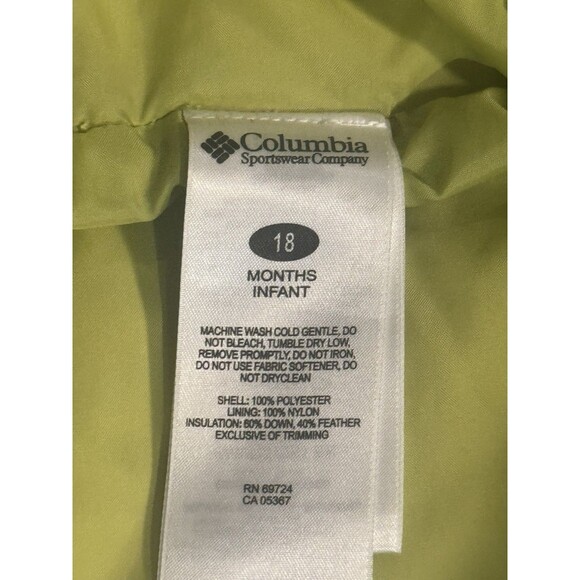 Columbia
Sportswear Company
18
MONTHS
INFANT
MACHINE WASH COLD GENTLE, DO
NOT BLEACH, TUMBLE DRY LOW,
REMOVE PROMPTLY, DO NOT IRON,
DO NOT USE FABRIC SOFTENER, DO
NOT DRYCLEAN
SHELL: 100% POLYESTER
LINING: 100% NYLON
INSULATION: 60% DOWN, 40% FEATHER
EXCLUSIVE OF TRIMMING
RN 69724
CA 05367